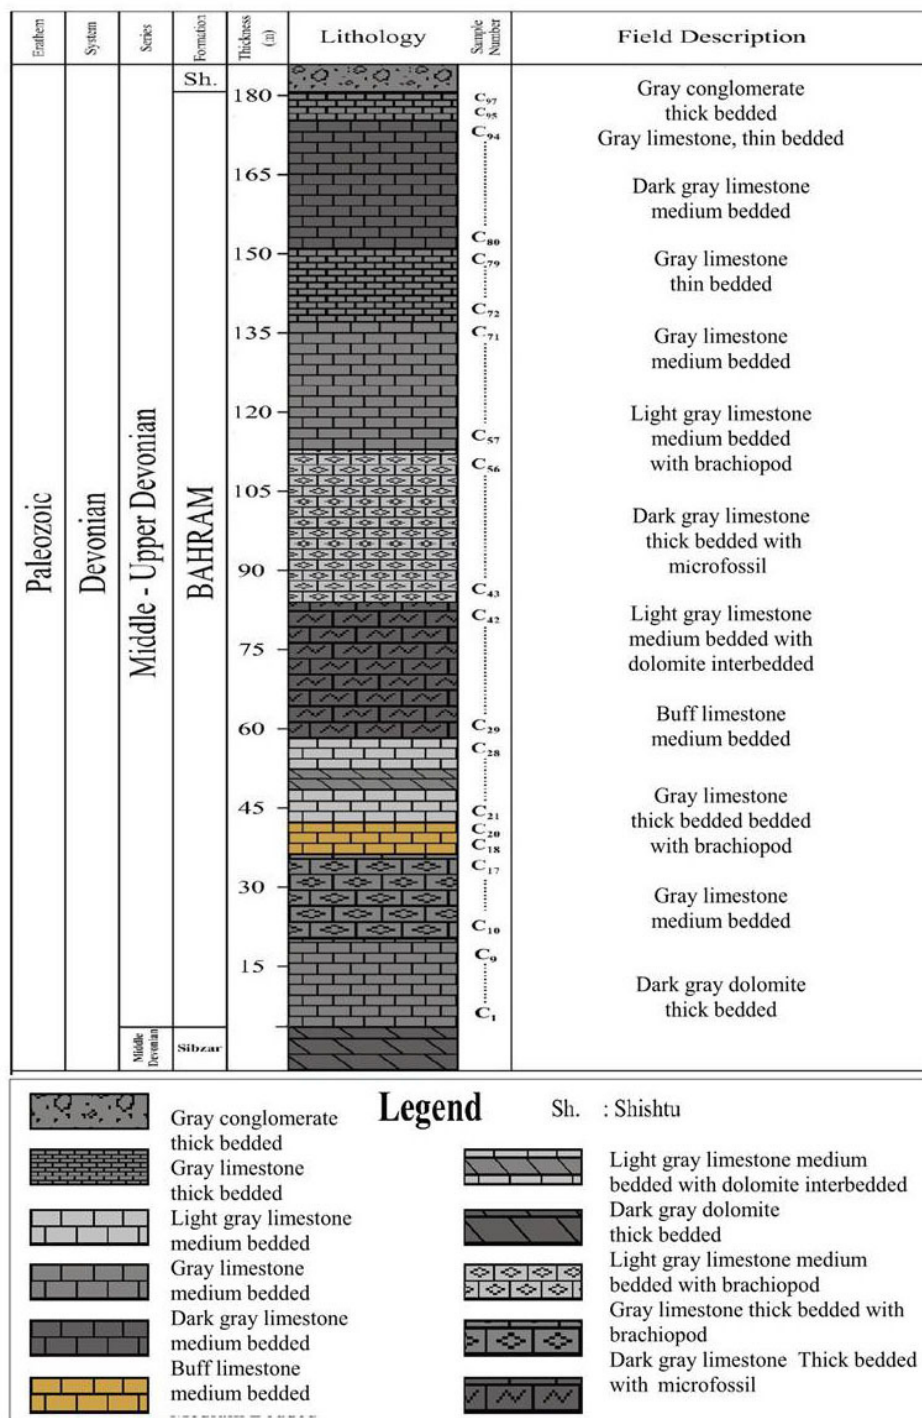 Erathem
System
Series
Formation
Thickness
(m)
Lithology
Sample
Number
Field Description
Sh.
180
165
150
135
120
105
90
75
60
45
30
15
Paleozoic
Devonian
Middle - Upper Devonian
BAHRAM
Middle
Devonian
Sibzar
C97
C95
C94
C80
C79
C72
C71
C57
C56
C43
C42
C29
C28
C21
C20
C18
C17
C10
C9
C1
Gray conglomerate
thick bedded
Gray limestone, thin bedded
Dark gray limestone
medium bedded
Gray limestone
thin bedded
Gray limestone
medium bedded
Light gray limestone
medium bedded
with brachiopod
Dark gray limestone
thick bedded with
microfossil
Light gray limestone
medium bedded with
dolomite interbedded
Buff limestone
medium bedded
Gray limestone
thick bedded bedded
with brachiopod
Gray limestone
medium bedded
Dark gray dolomite
thick bedded
Legend
Sh. : Shishtu
Gray conglomerate
thick bedded
Gray limestone
thick bedded
Light gray limestone
medium bedded
Gray limestone
medium bedded
Dark gray limestone
medium bedded
Buff limestone
medium bedded
Light gray limestone medium
bedded with dolomite interbedded
Dark gray dolomite
thick bedded
Light gray limestone medium
bedded with brachiopod
Gray limestone thick bedded with
brachiopod
Dark gray limestone Thick bedded
with microfossil